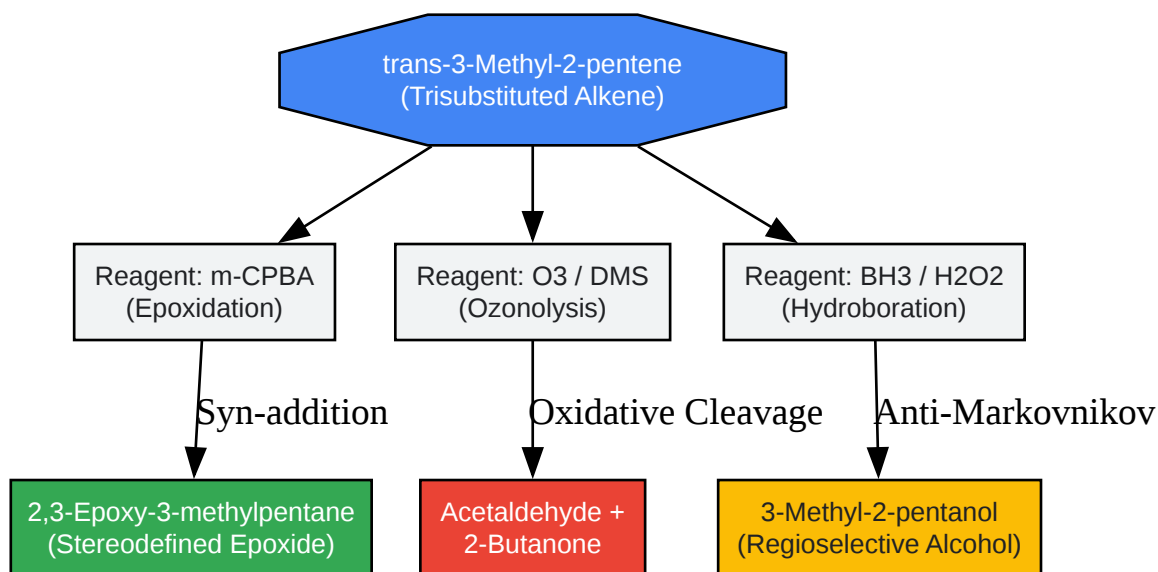 trans-3-Methyl-2-pentene
(Trisubstituted Alkene)
Reagent: m-CPBA
(Epoxidation)
Reagent: O3 / DMS
(Ozonolysis)
Reagent: BH3 / H2O2
(Hydroboration)
Syn-addition
Oxidative Cleavage
Anti-Markovnikov
2,3-Epoxy-3-methylpentane
(Stereodefined Epoxide)
Acetaldehyde +
2-Butanone
3-Methyl-2-pentanol
(Regioselective Alcohol)